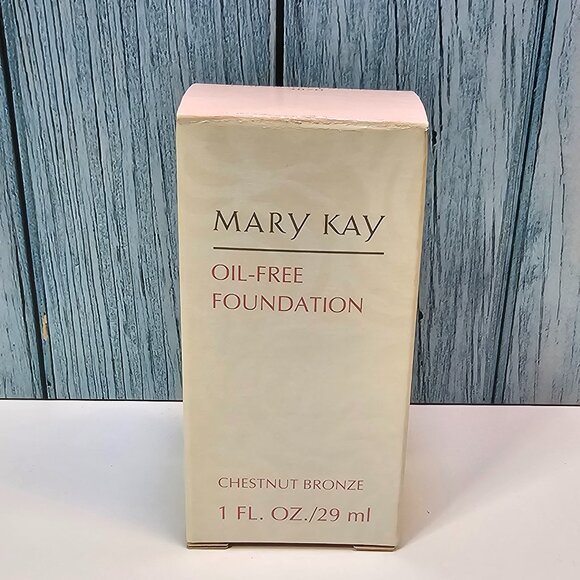 MARY KAY
OIL-FREE
FOUNDATION
CHESTNUT BRONZE
1 FL. OZ./29 ml